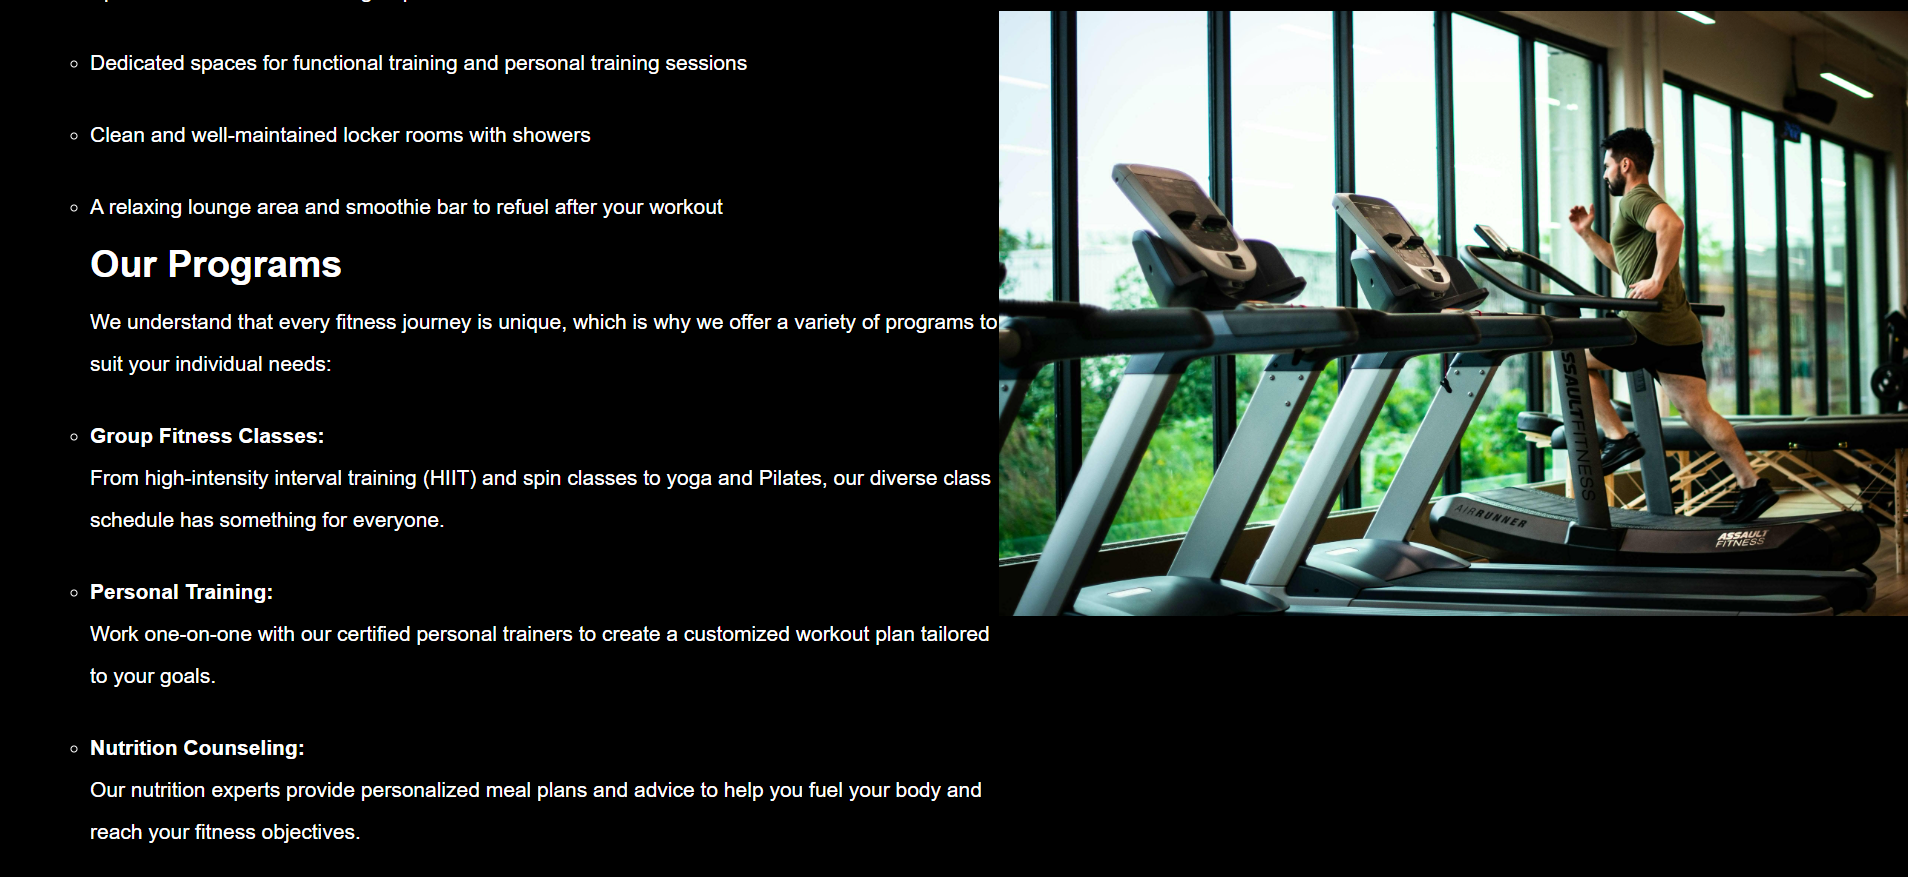 Dedicated spaces for functional training and personal training sessions
Clean and well-maintained locker rooms with showers
A relaxing lounge area and smoothie bar to refuel after your workout
Our Programs
We understand that every fitness journey is unique, which is why we offer a variety of programs to
suit your individual needs:
Group Fitness Classes:
From high-intensity interval training (HIIT) and spin classes to yoga and Pilates, our diverse class
schedule has something for everyone.
Personal Training:
Work one-on-one with our certified personal trainers to create a customized workout plan tailored
to your goals.
Nutrition Counseling:
Our nutrition experts provide personalized meal plans and advice to help you fuel your body and
reach your fitness objectives.
ASSAULTFITNESS
AIRRUNNER
ASSAULT
FITNESS